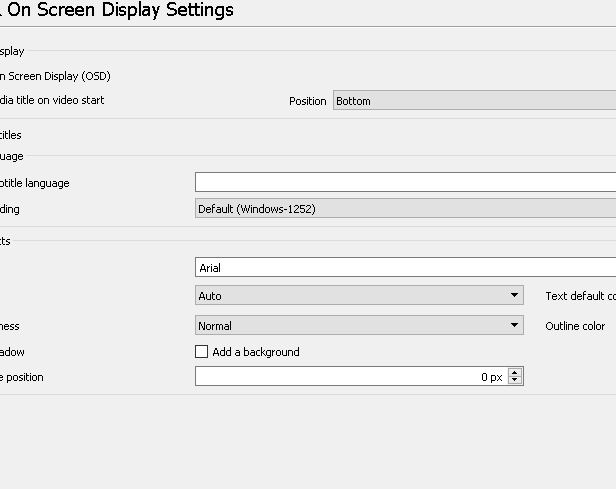 On Screen Display Settings
splay
n Screen Display (OSD)
dia title on video start Position Bottom
titles
uage
btitle language
ding Default (Windows-1252)
cts
Arial
Auto Text default co
ness Normal Outline color
adow Add a background
e position 0 px